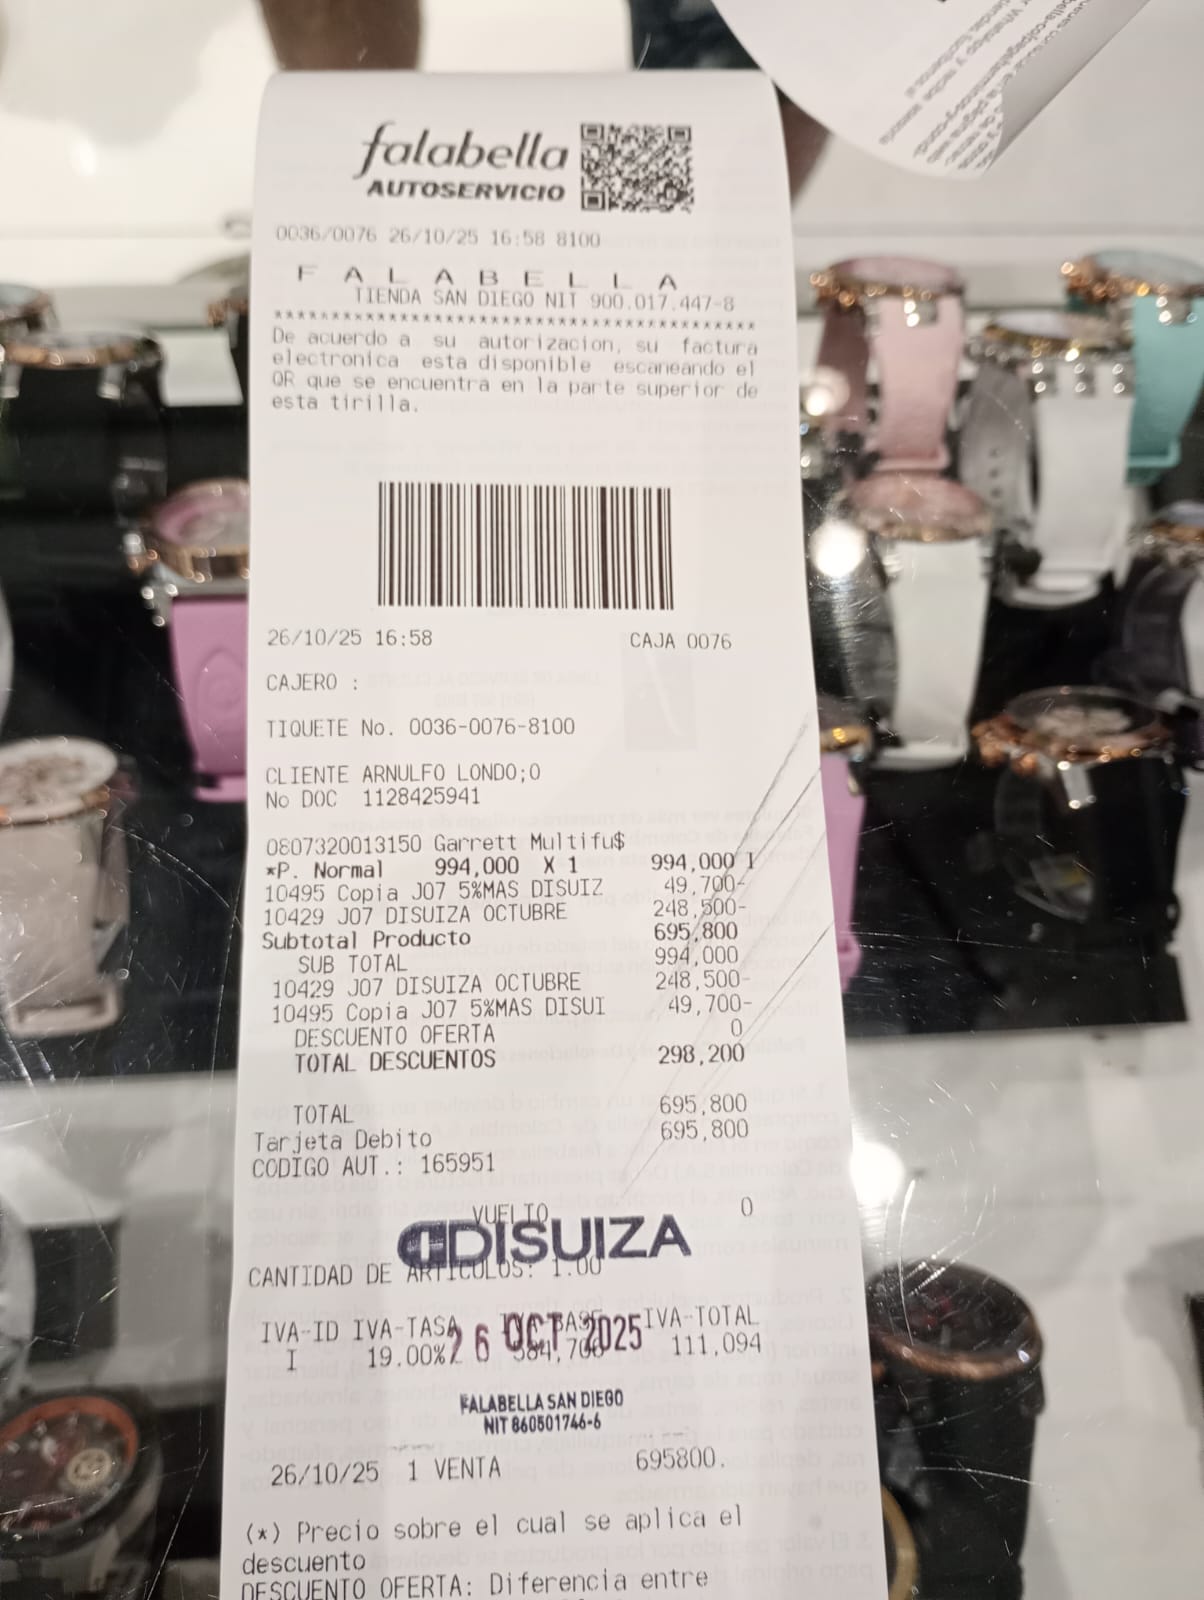 falabella
AUTOSERVICIO
0036/0076 26/10/25 16:58 8100
F A L A B E L L A
TIENDA SAN DIEGO NIT 900.017.447-8
************************************************
De acuerdo a su autorizacion, su factura
electronica esta disponible escaneando el
QR que se encuentra en la parte superior de
esta tirilla.
26/10/25 16:58 CAJA 0076
CAJERO :
TIQUETE No. 0036-0076-8100
CLIENTE ARNULFO LONDO;O
No DOC 1128425941
0807320013150 Garrett Multifu$
*P. Normal 994,000 X 1 994,000 I
10495 Copia J07 5%MAS DISUIZ 49,700-
10429 J07 DISUIZA OCTUBRE 248,500-
Subtotal Producto 695,800
SUB TOTAL 994,000
10429 J07 DISUIZA OCTUBRE 248,500-
10495 Copia J07 5%MAS DISUI 49,700-
DESCUENTO OFERTA 0
TOTAL DESCUENTOS 298,200
TOTAL 695,800
Tarjeta Debito 695,800
CODIGO AUT.: 165951
VUELTO 0
DISUIZA
CANTIDAD DE ARTICULOS: 1.00
IVA-ID IVA-TASA BASE IVA-TOTAL
26 OCT 2025
I 19.00% 111,094
FALABELLA SAN DIEGO
NIT 860501746-6
26/10/25 1 VENTA 695800.
(*) Precio sobre el cual se aplica el
descuento
DESCUENTO OFERTA: Diferencia entre